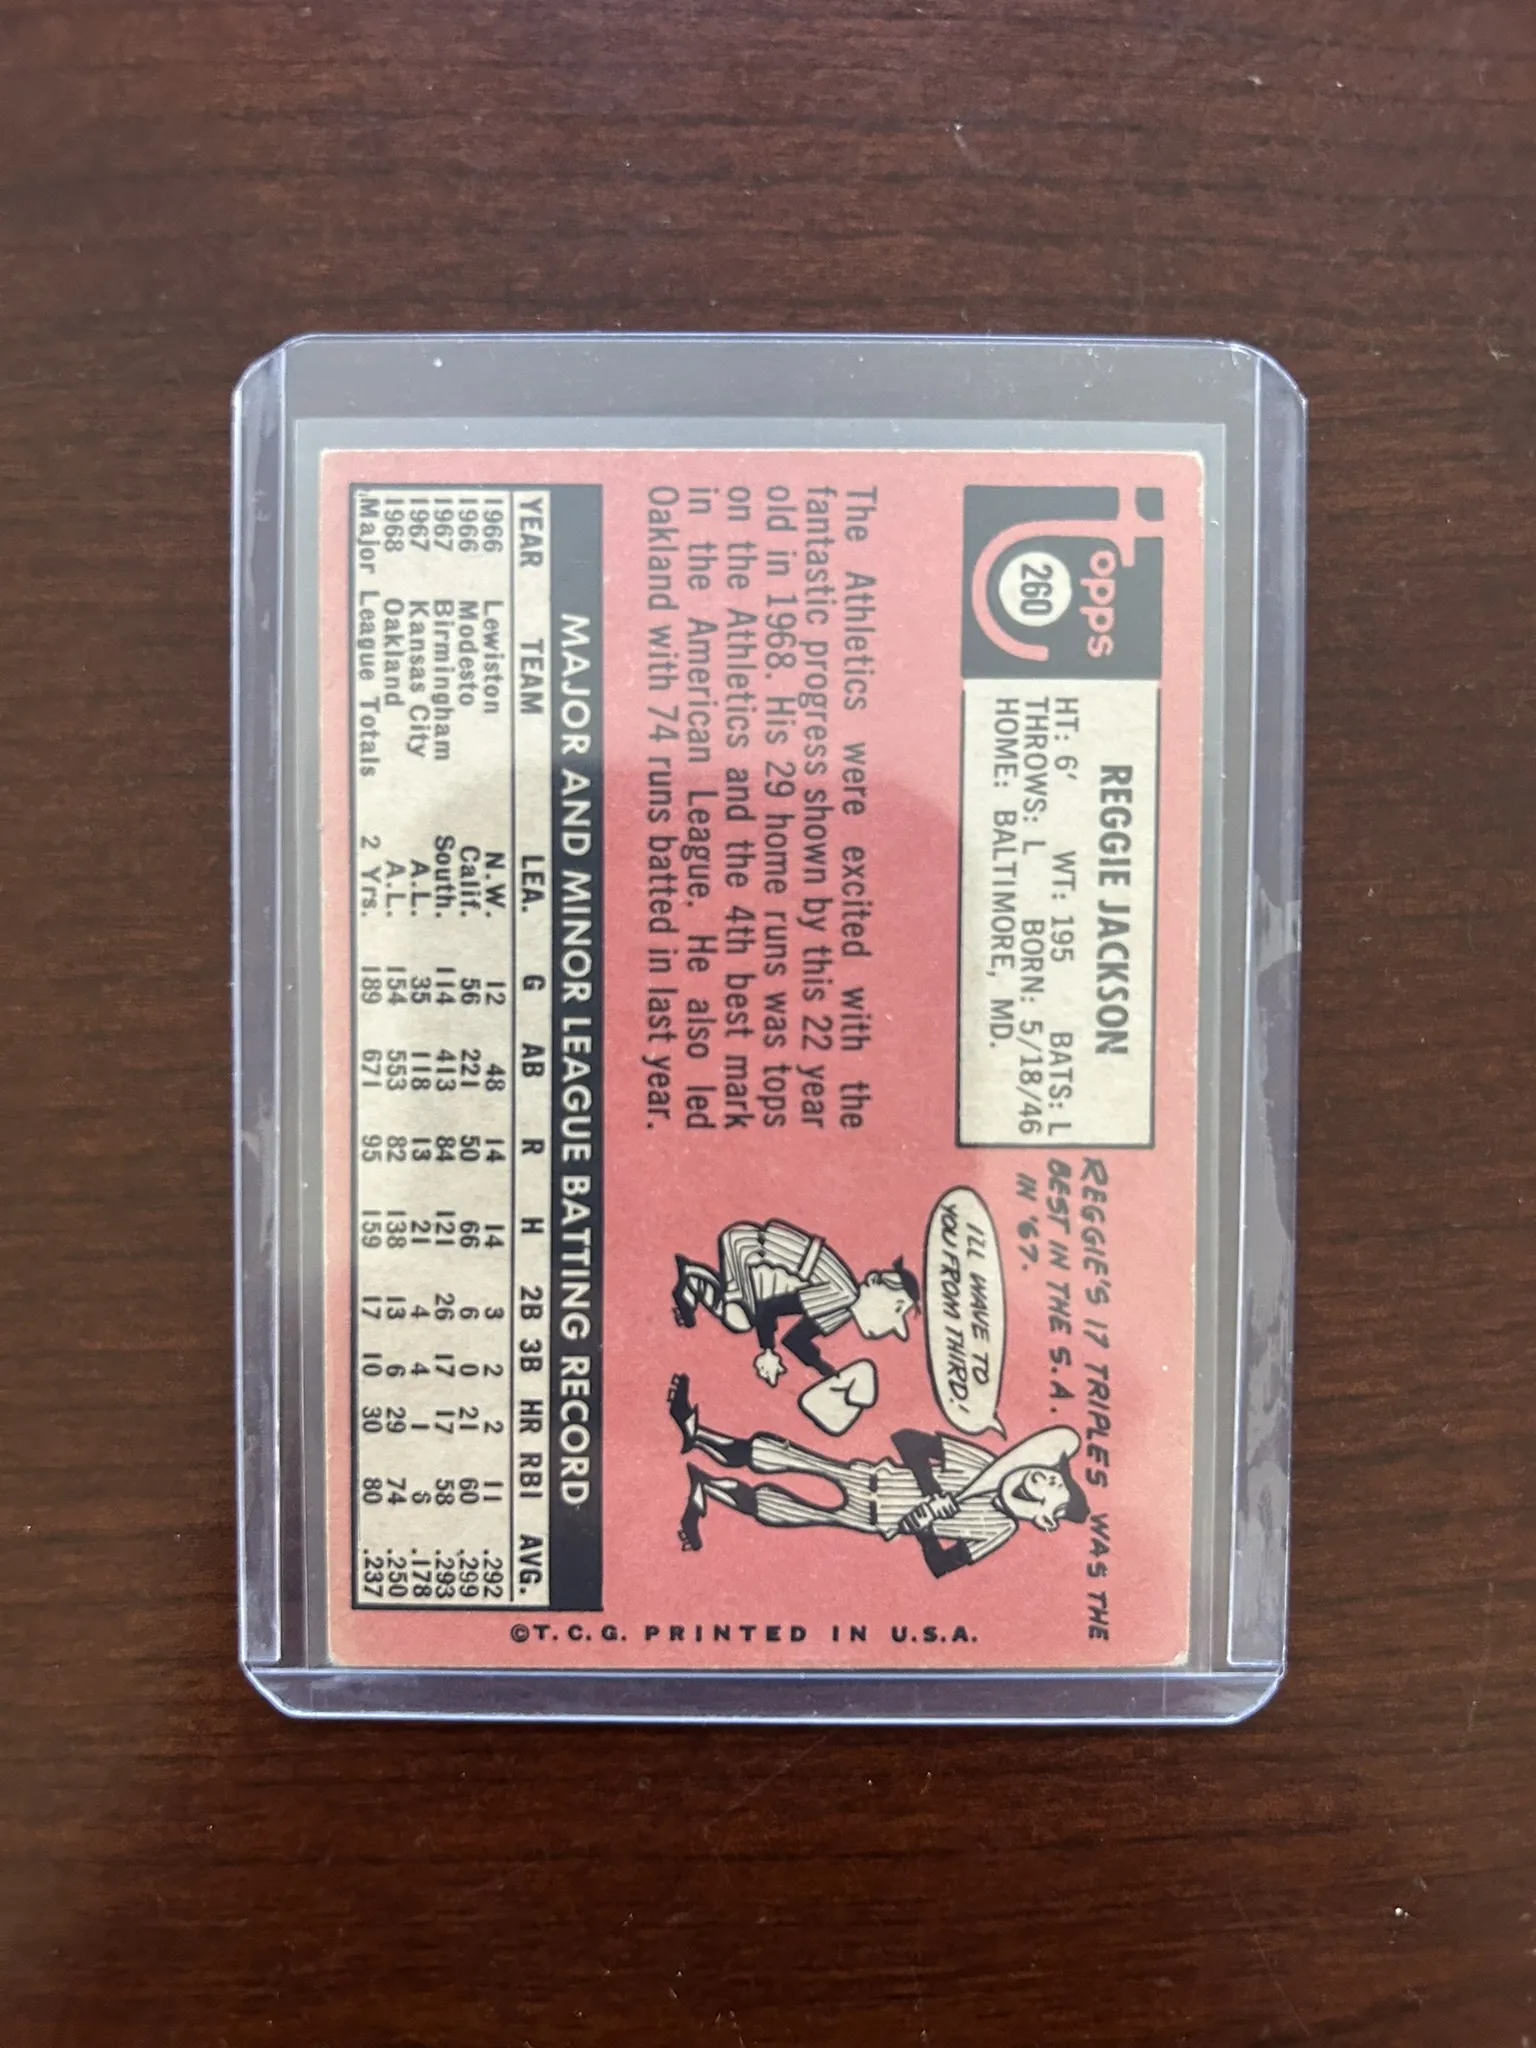 Topps
260
REGGIE JACKSON
HT: 6' WT: 195 BATS: L
THROWS: L BORN: 5/18/46
HOME: BALTIMORE, MD.
REGGIE'S 17 TRIPLES WAS THE
BEST IN THE S.A.
IN '67.
I'LL WAVE TO
YOU FROM THIRD!
The Athletics were excited with the
fantastic progress shown by this 22 year
old in 1968. His 29 home runs was tops
on the Athletics and the 4th best mark
in the American League. He also led
Oakland with 74 runs batted in last year.
MAJOR AND MINOR LEAGUE BATTING RECORD
YEAR TEAM LEA. G AB R H 2B 3B HR RBI AVG.
1966 Lewiston N.W. 12 48 14 14 3 2 2 11 .292
1966 Modesto Calif. 56 221 50 66 6 0 21 60 .299
1967 Birmingham South. 114 413 84 121 26 17 17 58 .293
1967 Kansas City A.L. 35 118 13 21 4 4 1 6 .178
1968 Oakland A.L. 154 553 82 138 13 6 29 74 .250
Major League Totals 2 Yrs. 189 671 95 159 17 10 30 80 .237
©T.C.G. PRINTED IN U.S.A.